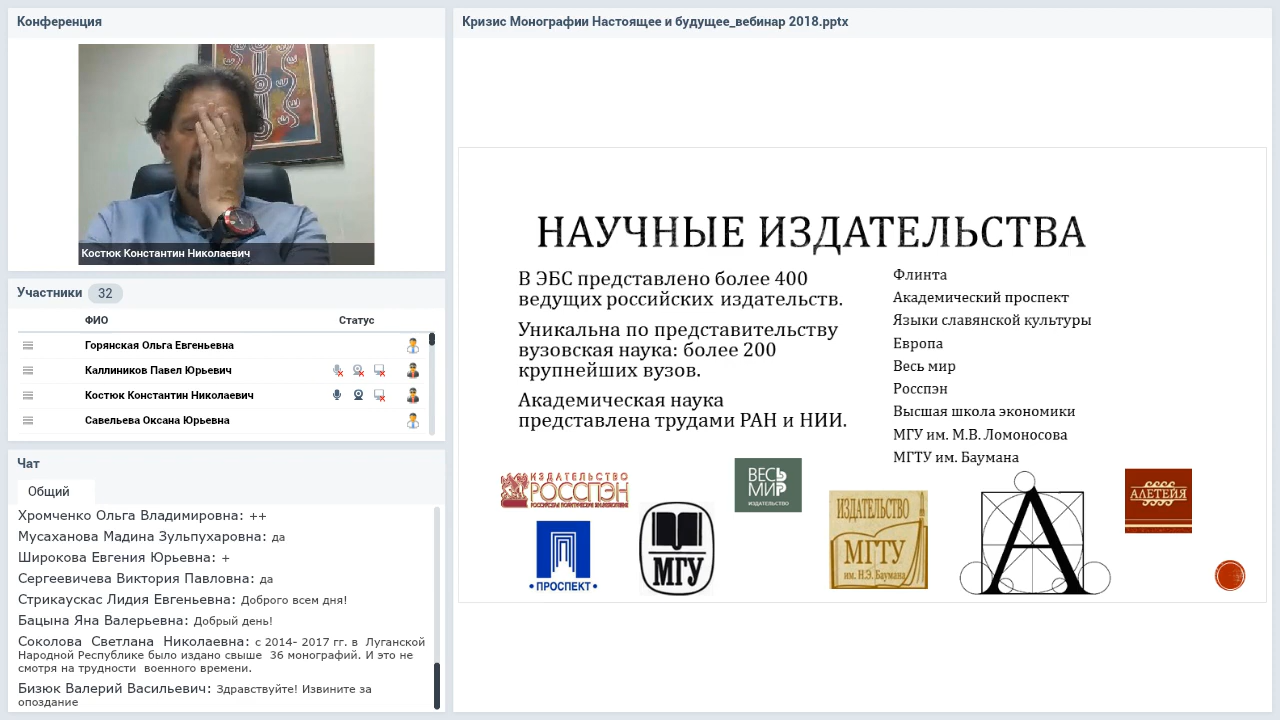 Конференция
Костюк Константин Николаевич
Участники 32
ФИО Статус
Горянская Ольга Евгеньевна
Каллиников Павел Юрьевич
Костюк Константин Николаевич
Савельева Оксана Юрьевна
Чат
Общий
Хромченко Ольга Владимировна: ++
Мусаханова Мадина Зульпухаровна: да
Широкова Евгения Юрьевна: +
Сергеевичева Виктория Павловна: да
Стрикаускас Лидия Евгеньевна: Доброго всем дня!
Бацына Яна Валерьевна: Добрый день!
Соколова Светлана Николаевна: с 2014- 2017 гг. в Луганской
Народной Республике было издано свыше 36 монографий. И это не
смотря на трудности военного времени.
Бизюк Валерий Васильевич: Здравствуйте! Извините за
опоздание
Кризис Монографии Настоящее и будущее_вебинар 2018.pptx
НАУЧНЫЕ ИЗДАТЕЛЬСТВА
В ЭБС представлено более 400
ведущих российских издательств.
Уникальна по представительству
вузовская наука: более 200
крупнейших вузов.
Академическая наука
представлена трудами РАН и НИИ.
Флинта
Академический проспект
Языки славянской культуры
Европа
Весь мир
Росспэн
Высшая школа экономики
МГУ им. М.В. Ломоносова
МГТУ им. Баумана
ИЗДАТЕЛЬСТВО
РОССПЭН
РОССИЙСКАЯ ПОЛИТИЧЕСКАЯ ЭНЦИКЛОПЕДИЯ
ПРОСПЕКТ
МГУ
ВЕСЬ
МИР
ИЗДАТЕЛЬСТВО
ИЗДАТЕЛЬСТВО
МГТУ
им. Н.Э. Баумана
А
АЛЕТЕЙЯ